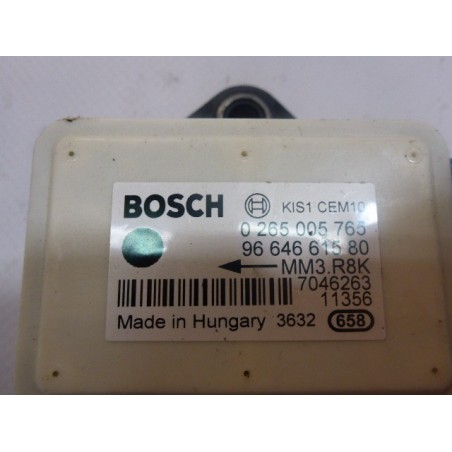 BOSCH KIS1 CEM10
0 265 005 765
96 646 615 80
MM3.R8K
7046263
11356
Made in Hungary 3632 658